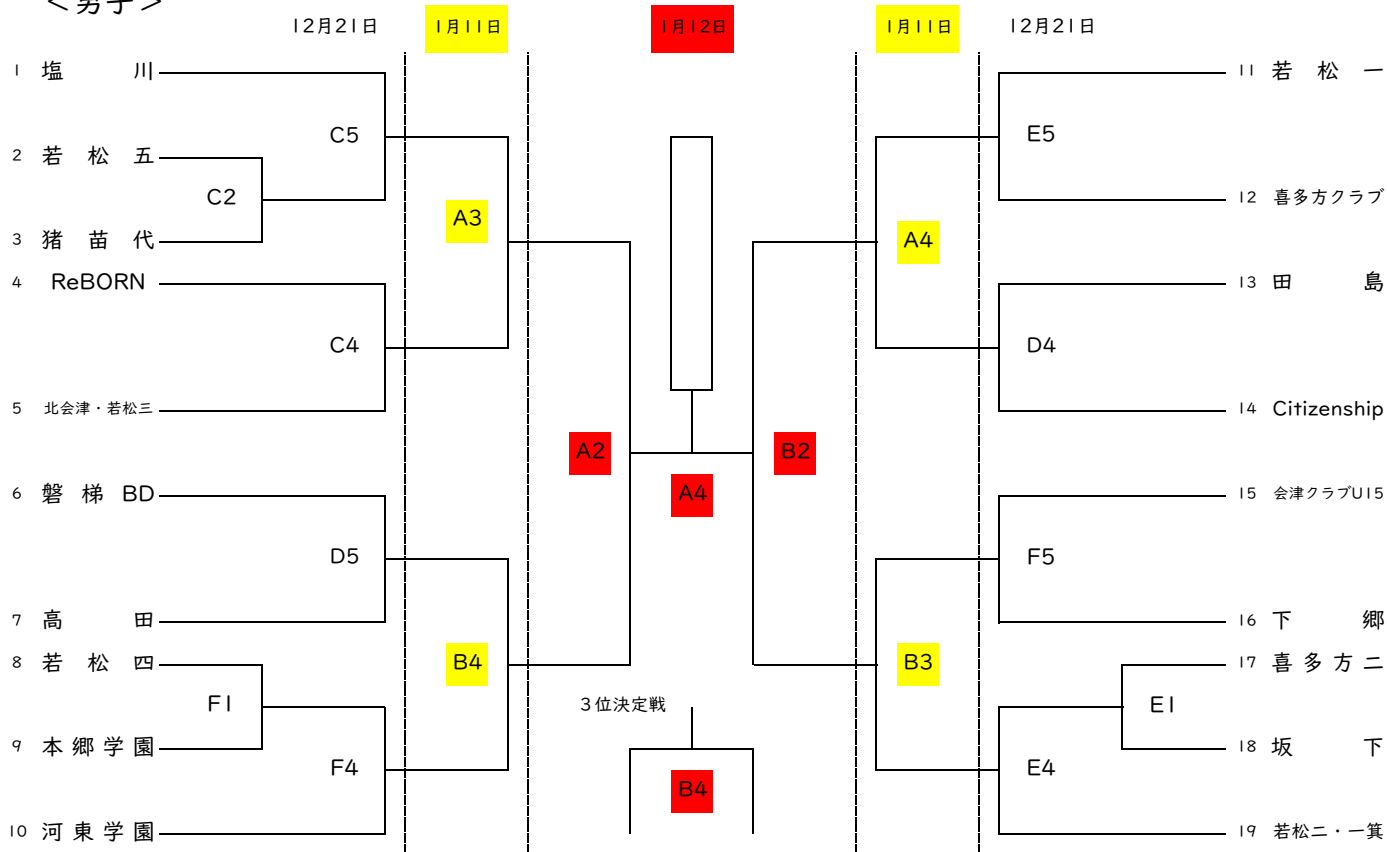 ＜男子＞
12月21日 1月11日 1月12日 1月11日 12月21日
1 塩川 11 若松一
C5 E5
2 若松五
C2 12 喜多方クラブ
A3
3 猪苗代 A4
4 ReBORN 13 田島
C4 D4
5 北会津・若松三 14 Citizenship
A2 B2
6 磐梯BD A4 15 会津クラブU15
D5 F5
7 高田 16 下郷
8 若松四 B4 B3 17 喜多方二
F1 3位決定戦 E1
9 本郷学園 18 坂下
F4 B4 E4
10 河東学園 19 若松二・一箕